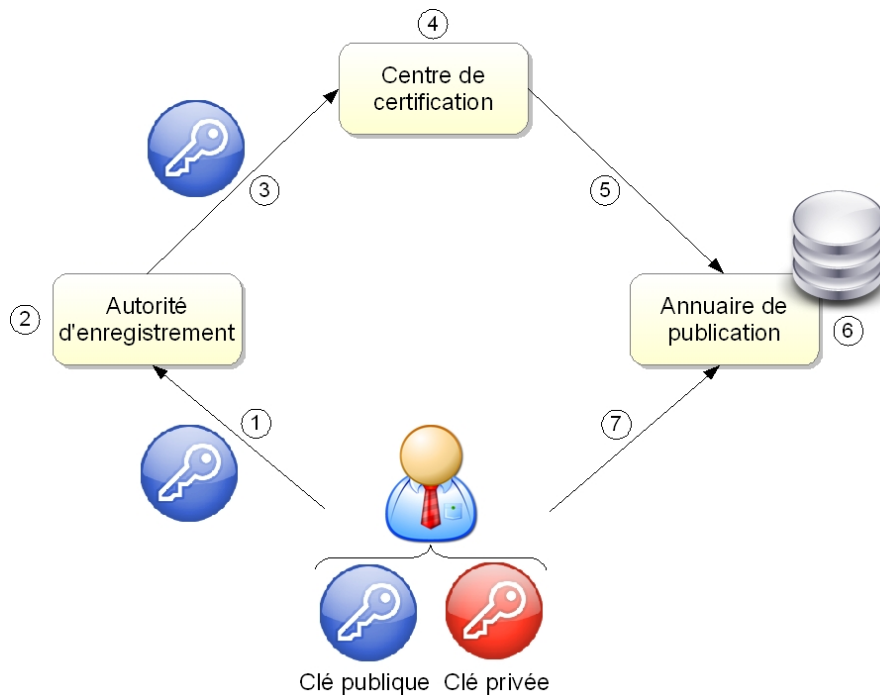 4
Centre de
certification
3
5
2
Autorité
d'enregistrement
Annuaire de
publication
6
1
7
Clé publique Clé privée